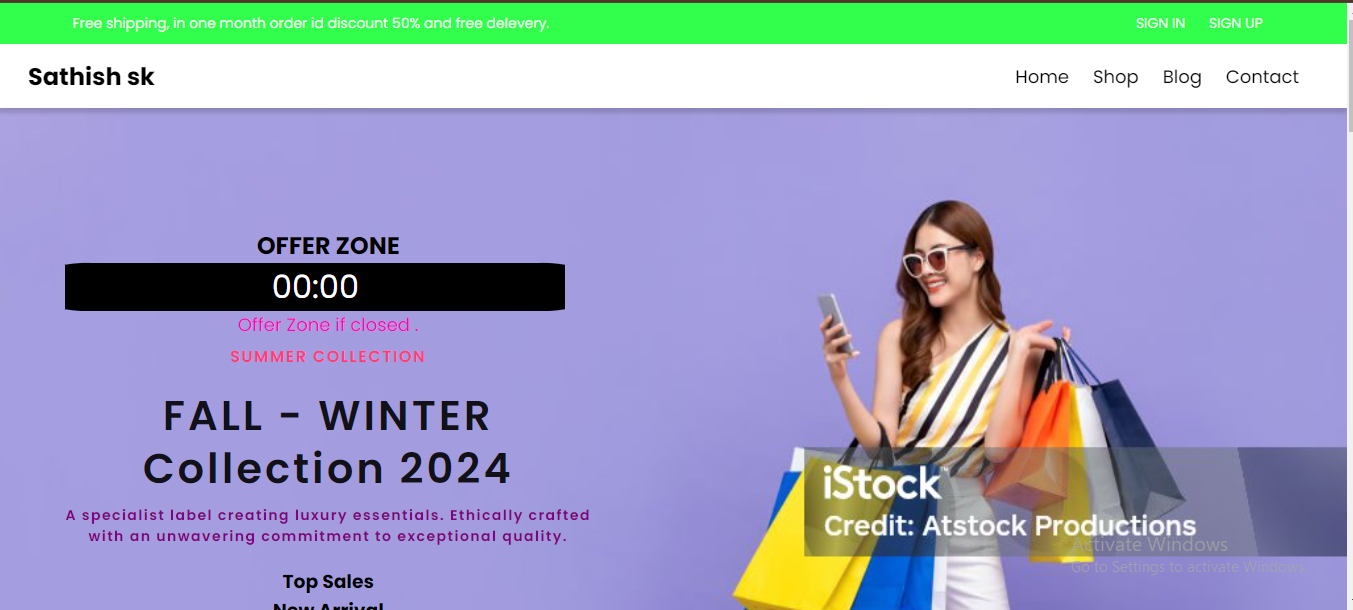 Free shipping, in one month order id discount 50% and free delevery.
SIGN IN SIGN UP
Sathish sk
Home Shop Blog Contact
OFFER ZONE
00:00
Offer Zone if closed .
SUMMER COLLECTION
FALL - WINTER
Collection 2024
A specialist label creating luxury essentials. Ethically crafted
with an unwavering commitment to exceptional quality.
Top Sales
New Arrival
iStock™
Credit: Atstock Productions
Activate Windows
Go to Settings to activate Windows.